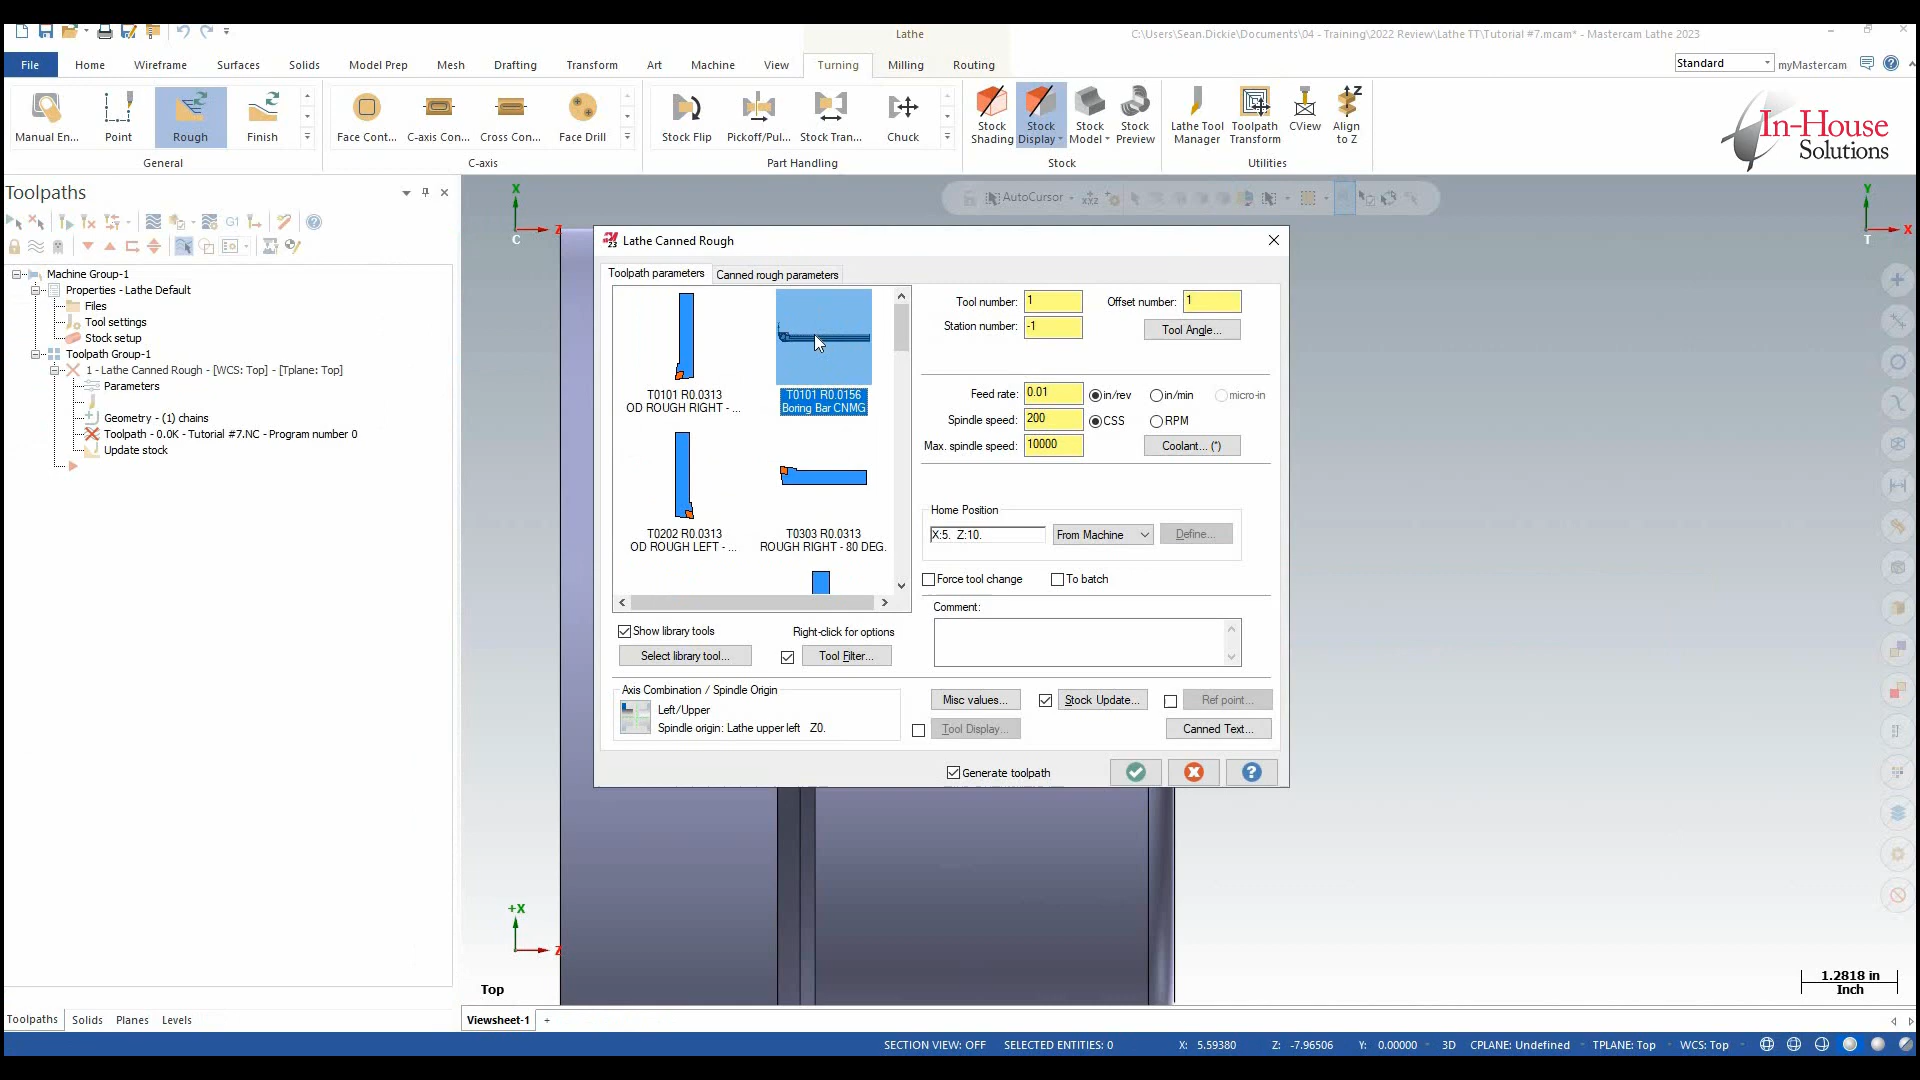 Lathe
C:\Users\Sean.Dickie\Documents\04 - Training\2022 Review\Lathe TT\Tutorial #7.mcam* - Mastercam Lathe 2023
File Home Wireframe Surfaces Solids Model Prep Mesh Drafting Transform Art Machine View Turning Milling Routing
Standard myMastercam
Manual En... Point Rough Finish
Face Cont... C-axis Con... Cross Con... Face Drill
Stock Flip Pickoff/Pul... Stock Tran... Chuck
Stock Shading Stock Display Stock Model Stock Preview
Lathe Tool Manager Toolpath Transform CView Align to Z
General C-axis Part Handling Stock Utilities
In-House
Solutions
Toolpaths
G1
AutoCursor
X
Z
C
Y
X
T
Machine Group-1
Properties - Lathe Default
Files
Tool settings
Stock setup
Toolpath Group-1
1 - Lathe Canned Rough - [WCS: Top] - [Tplane: Top]
Parameters
Geometry - (1) chains
Toolpath - 0.0K - Tutorial #7.NC - Program number 0
Update stock
Lathe Canned Rough
Toolpath parameters Canned rough parameters
T0101 R0.0313
OD ROUGH RIGHT - ...
T0101 R0.0156
Boring Bar CNMG
T0202 R0.0313
OD ROUGH LEFT - ...
T0303 R0.0313
ROUGH RIGHT - 80 DEG.
Tool number: 1 Offset number: 1
Station number: -1 Tool Angle...
Feed rate: 0.01 in/rev in/min micro-in
Spindle speed: 200 CSS RPM
Max. spindle speed: 10000 Coolant... (*)
Home Position
X:5. Z:10. From Machine Define...
Force tool change To batch
Comment:
Show library tools Right-click for options
Select library tool... Tool Filter...
Axis Combination / Spindle Origin
Left/Upper
Spindle origin: Lathe upper left Z0.
Misc values... Stock Update... Ref point...
Tool Display... Canned Text...
Generate toolpath
+X
Z
Top
1.2818 in
Inch
Toolpaths Solids Planes Levels
Viewsheet-1 +
SECTION VIEW: OFF SELECTED ENTITIES: 0 X: 5.59380 Z: -7.96506 Y: 0.00000 3D CPLANE: Undefined TPLANE: Top WCS: Top